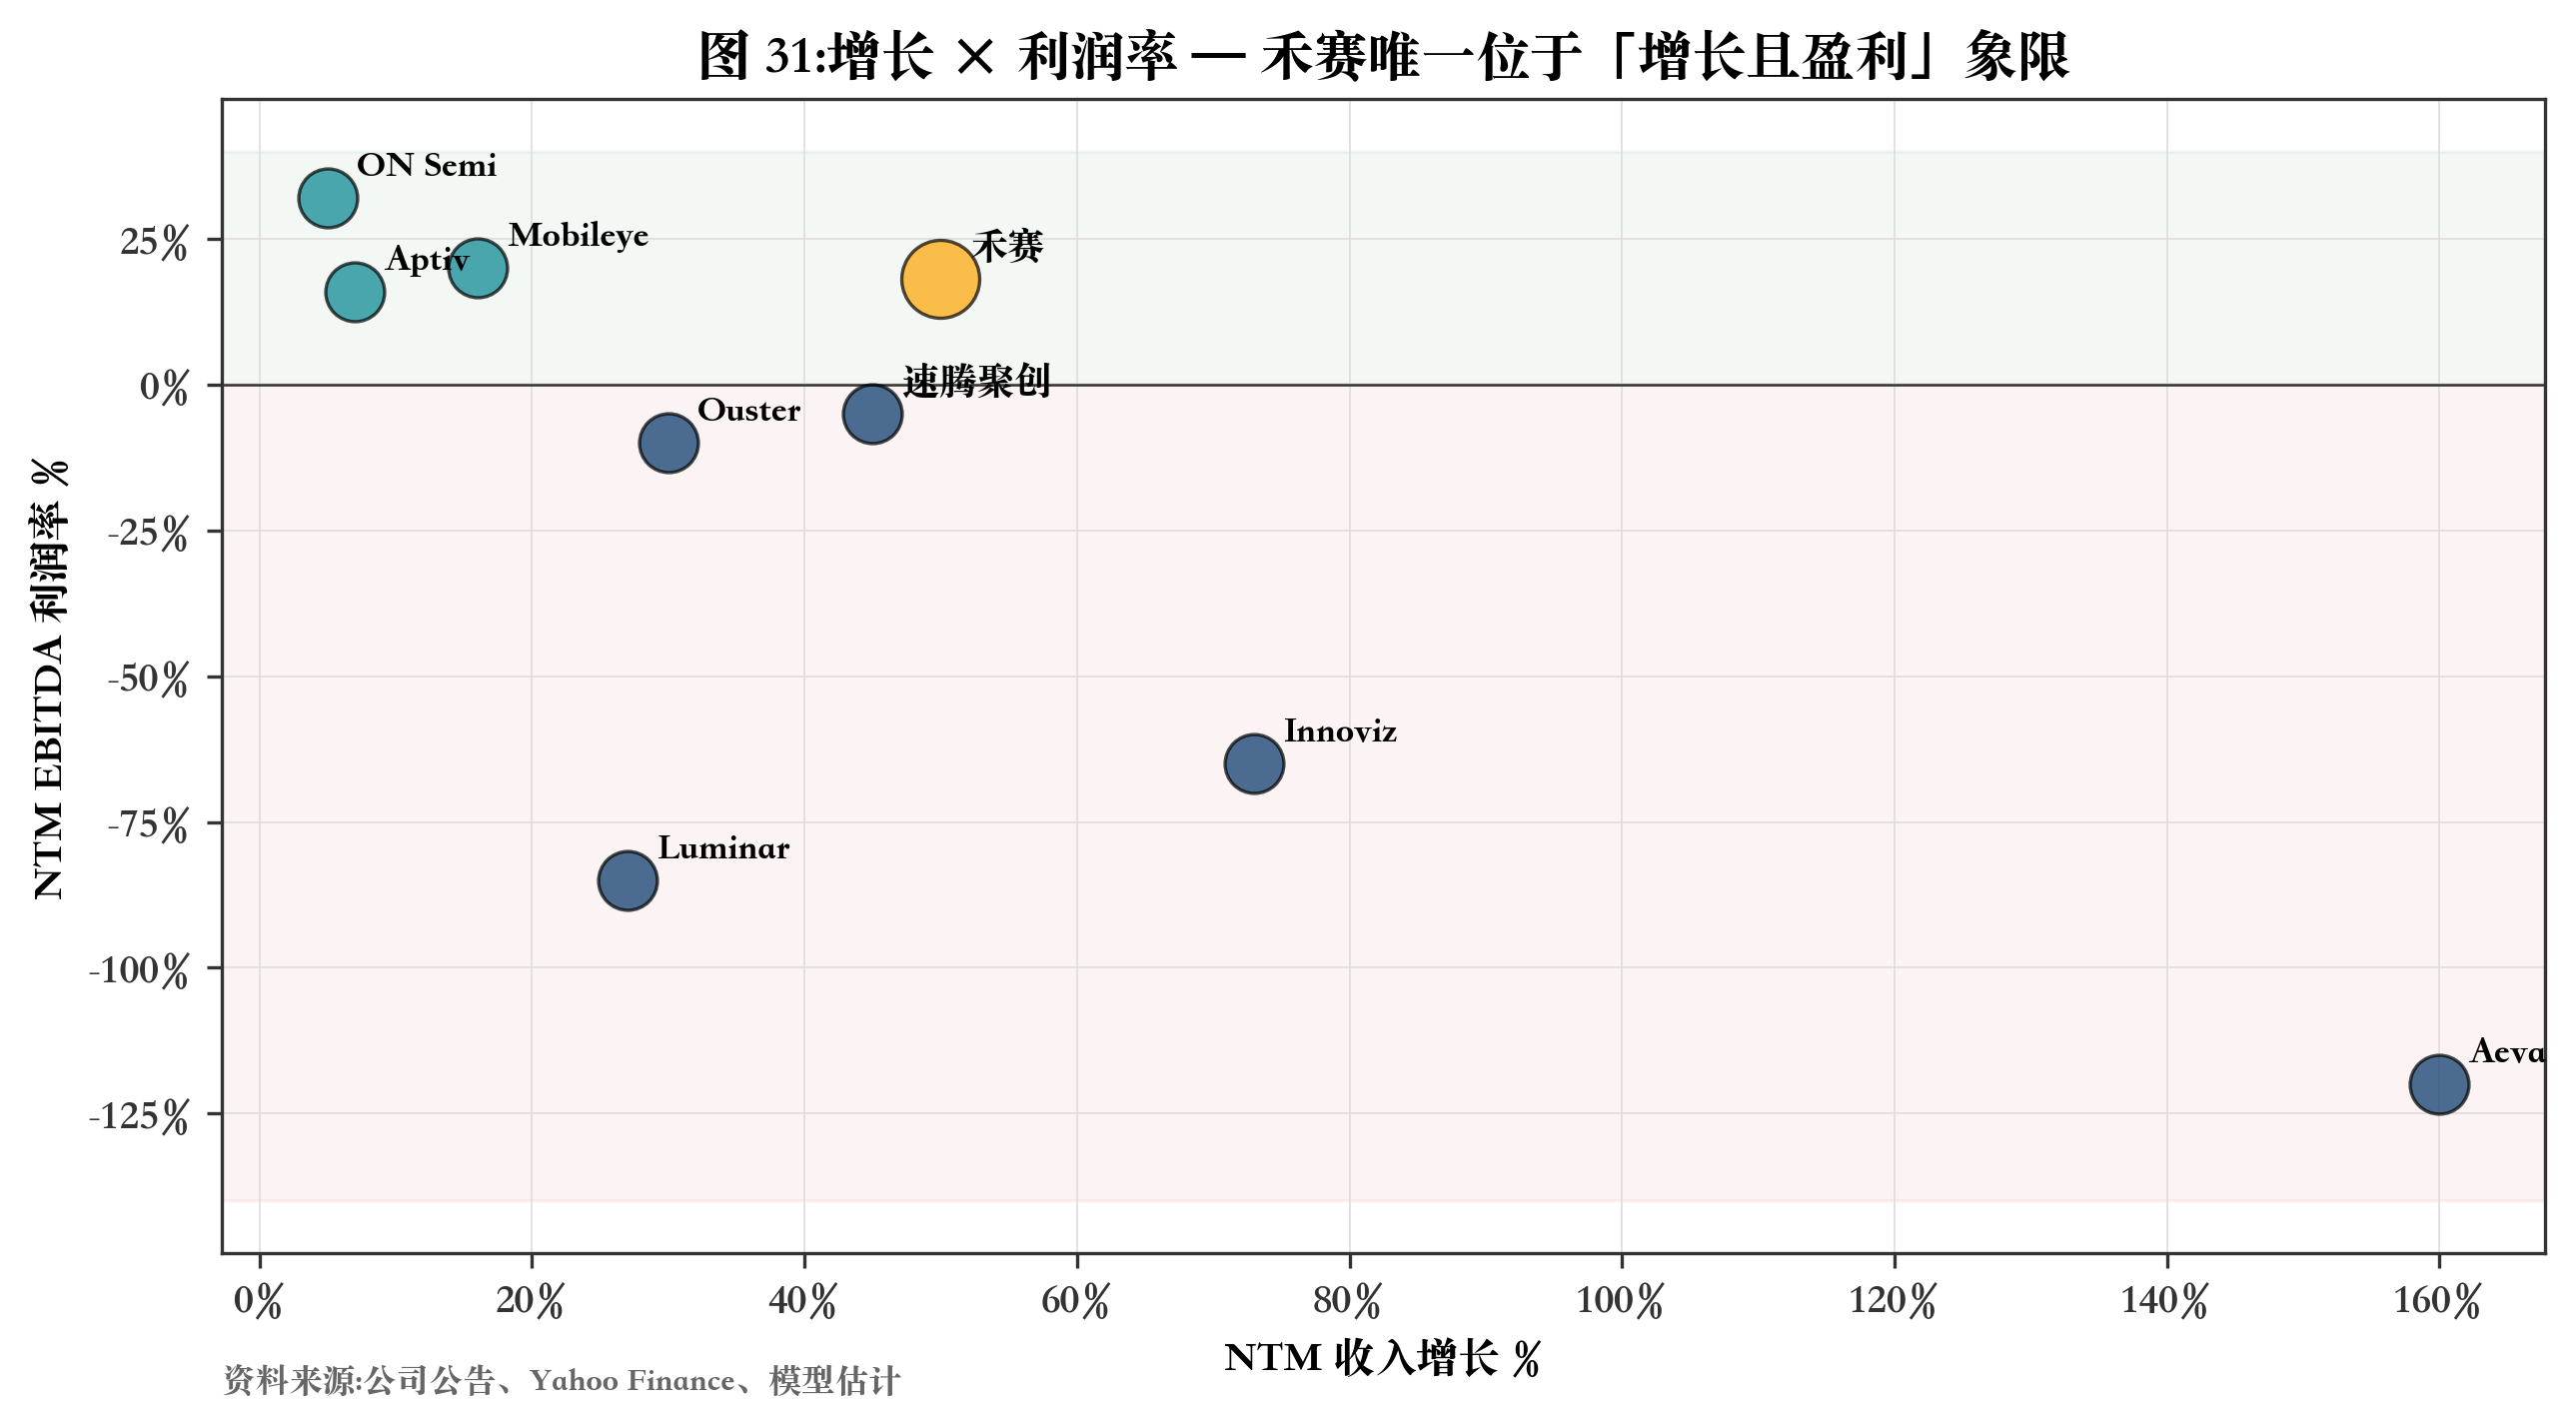 图 31:增长 × 利润率 — 禾赛唯一位于「增长且盈利」象限
ON Semi
Mobileye
Aptiv
禾赛
速腾聚创
Ouster
Innoviz
Luminar
Aeva
25%
0%
-25%
-50%
-75%
-100%
-125%
NTM EBITDA 利润率 %
0%
20%
40%
60%
80%
100%
120%
140%
160%
NTM 收入增长 %
资料来源:公司公告、Yahoo Finance、模型估计